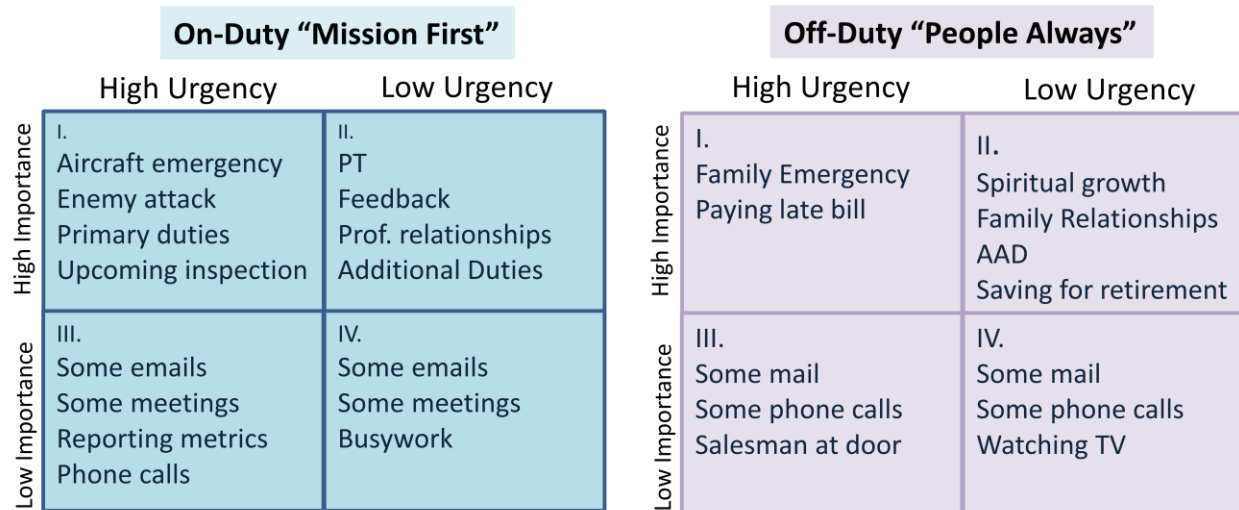 On-Duty “Mission First”
High Urgency
Low Urgency
High Importance
I.
Aircraft emergency
Enemy attack
Primary duties
Upcoming inspection
II.
PT
Feedback
Prof. relationships
Additional Duties
Low Importance
III.
Some emails
Some meetings
Reporting metrics
Phone calls
IV.
Some emails
Some meetings
Busywork
Off-Duty “People Always”
High Urgency
Low Urgency
High Importance
I.
Family Emergency
Paying late bill
II.
Spiritual growth
Family Relationships
AAD
Saving for retirement
Low Importance
III.
Some mail
Some phone calls
Salesman at door
IV.
Some mail
Some phone calls
Watching TV